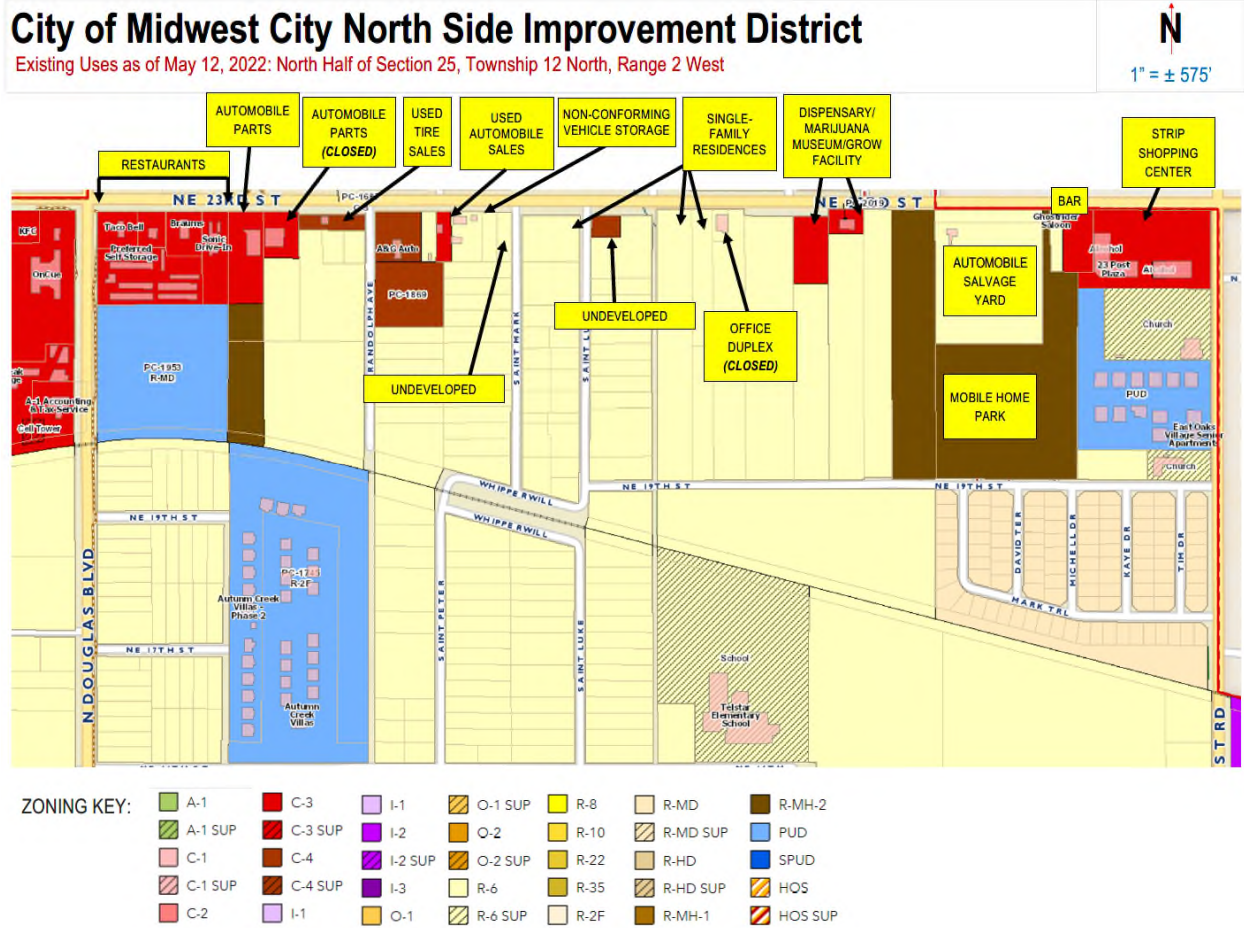 City of Midwest City North Side Improvement District
Existing Uses as of May 12, 2022: North Half of Section 25, Township 12 North, Range 2 West
N
1" = ± 575'
RESTAURANTS
AUTOMOBILE
PARTS
AUTOMOBILE
PARTS
(CLOSED)
USED
TIRE
SALES
USED
AUTOMOBILE
SALES
NON-CONFORMING
VEHICLE STORAGE
SINGLE-
FAMILY
RESIDENCES
DISPENSARY/
MARIJUANA
MUSEUM/GROW
FACILITY
STRIP
SHOPPING
CENTER
BAR
NE 23RD ST
NE
ST
KFC
OnCue
Taco Bell
Braums
Sonic
Drive-In
Preferred
Self Storage
A&G Auto
PC-1869
Ghostrider
Saloon
Alcohol
23 Post
Plaza
AUTOMOBILE
SALVAGE
YARD
UNDEVELOPED
UNDEVELOPED
OFFICE
DUPLEX
(CLOSED)
MOBILE HOME
PARK
Church
PUD
East Oaks
Village Senior
Apartment
Church
PC-1953
R-MD
A-1 Accounting
& Tax Service
Cell Tower
RANDOLPH AVE
SAINT MARK
SAINT LU
WHIPPERWILL
WHIPPERWILL
NE 19TH ST
NE 19TH ST
NE 19TH ST
DAVID TER
MICHELL DR
KAYE DR
TIM DR
MARK TRL
N DOUGLAS BLVD
R-2F
Autumn Creek
Villas -
Phase 2
NE 17TH ST
Autumn
Creek
Villas
SAINT PETER
SAINT LUKE
School
Telstar
Elementary
School
ST RD
ZONING KEY:
A-1
A-1 SUP
C-1
C-1 SUP
C-2
C-3
C-3 SUP
C-4
C-4 SUP
I-1
I-1
I-2
I-2 SUP
I-3
O-1
O-1 SUP
O-2
O-2 SUP
R-6
R-6 SUP
R-8
R-10
R-22
R-35
R-2F
R-MD
R-MD SUP
R-HD
R-HD SUP
R-MH-1
R-MH-2
PUD
SPUD
HOS
HOS SUP